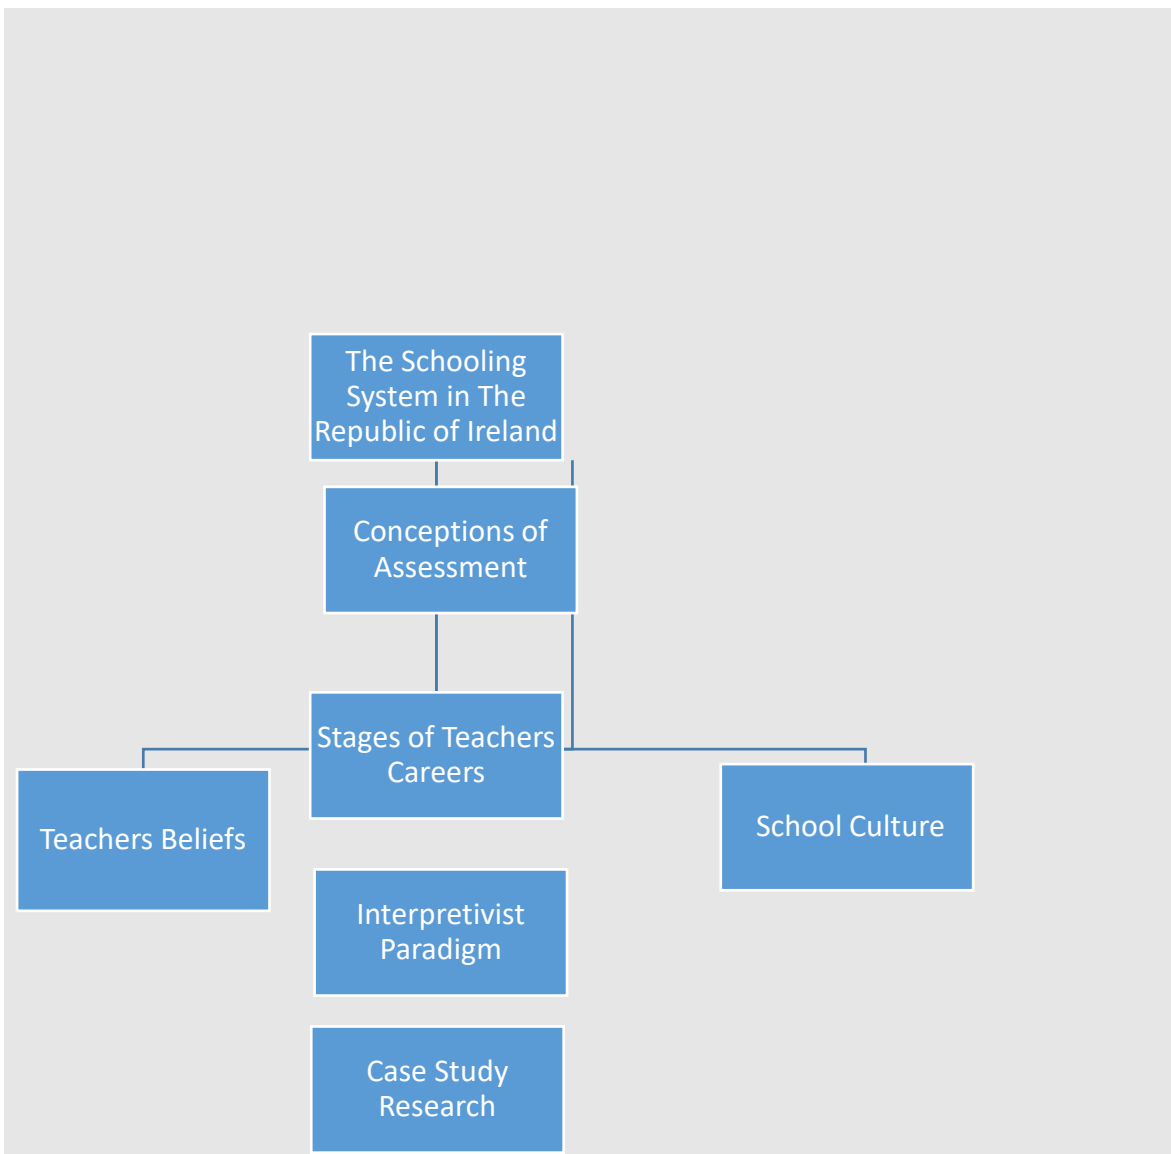 The Schooling
System in The
Republic of Ireland
Conceptions of
Assessment
Stages of Teachers
Careers
Teachers Beliefs
School Culture
Interpretivist
Paradigm
Case Study
Research